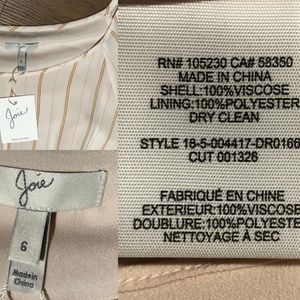 Joie
RN# 105230 CA# 58350
MADE IN CHINA
SHELL:100%VISCOSE
LINING:100%POLYESTER
DRY CLEAN
STYLE 18-5-004417-DR0166
CUT 001326
FABRIQUÉ EN CHINE
EXTERIEUR:100%VISCOSE
DOUBLURE:100%POLYESTER
NETTOYAGE À SEC
Joie
6
Made in
China